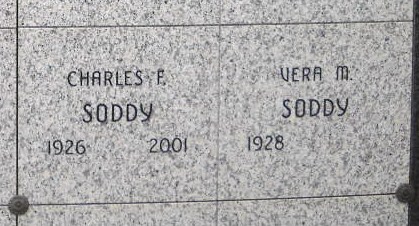 CHARLES F.
SODDY
1926 2001
VERA M.
SODDY
1928